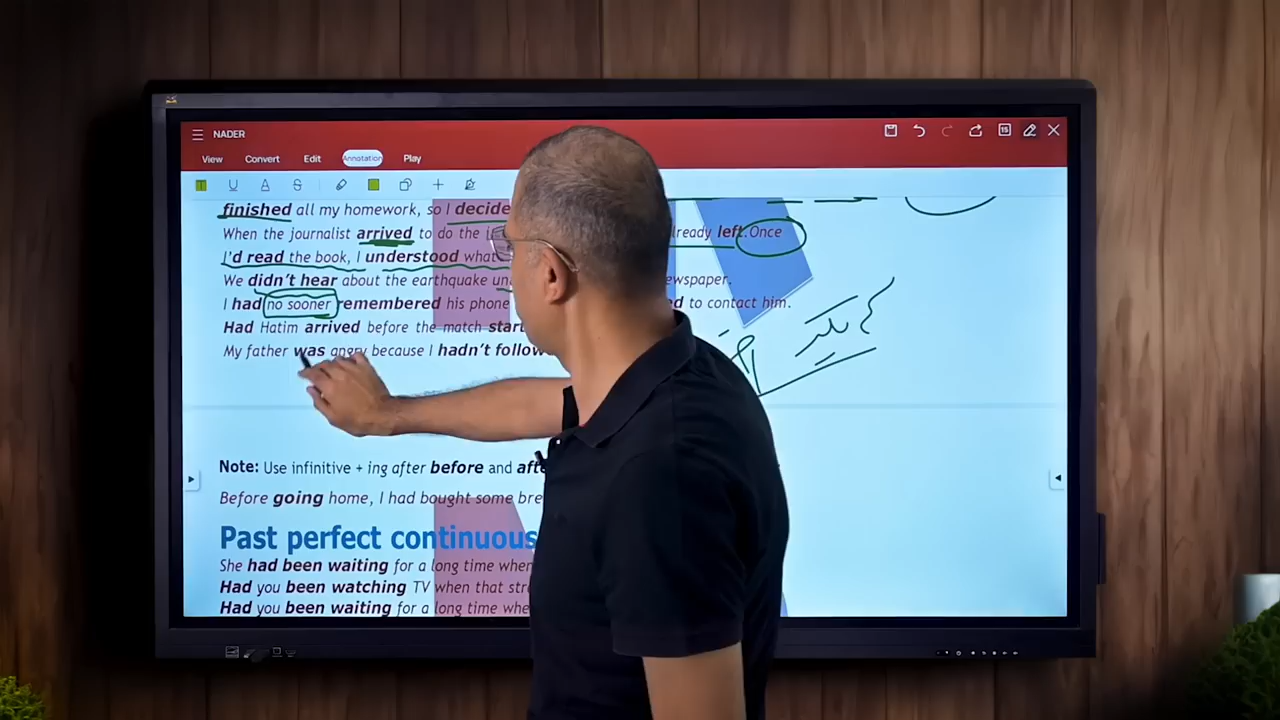 NADER
View Convert Edit Annotation Play
finished all my homework, so I decide
When the journalist arrived to do the lready left. Once
I'd read the book, I understood what
We didn't hear about the earthquake un ewspaper.
I had no sooner remembered his phone ed to contact him.
Had Hatim arrived before the match start
My father was angry because I hadn't follow
Note: Use infinitive + ing after before and afte
Before going home, I had bought some bre
Past perfect continuous
She had been waiting for a long time when
Had you been watching TV when that str
Had you been waiting for a long time whe